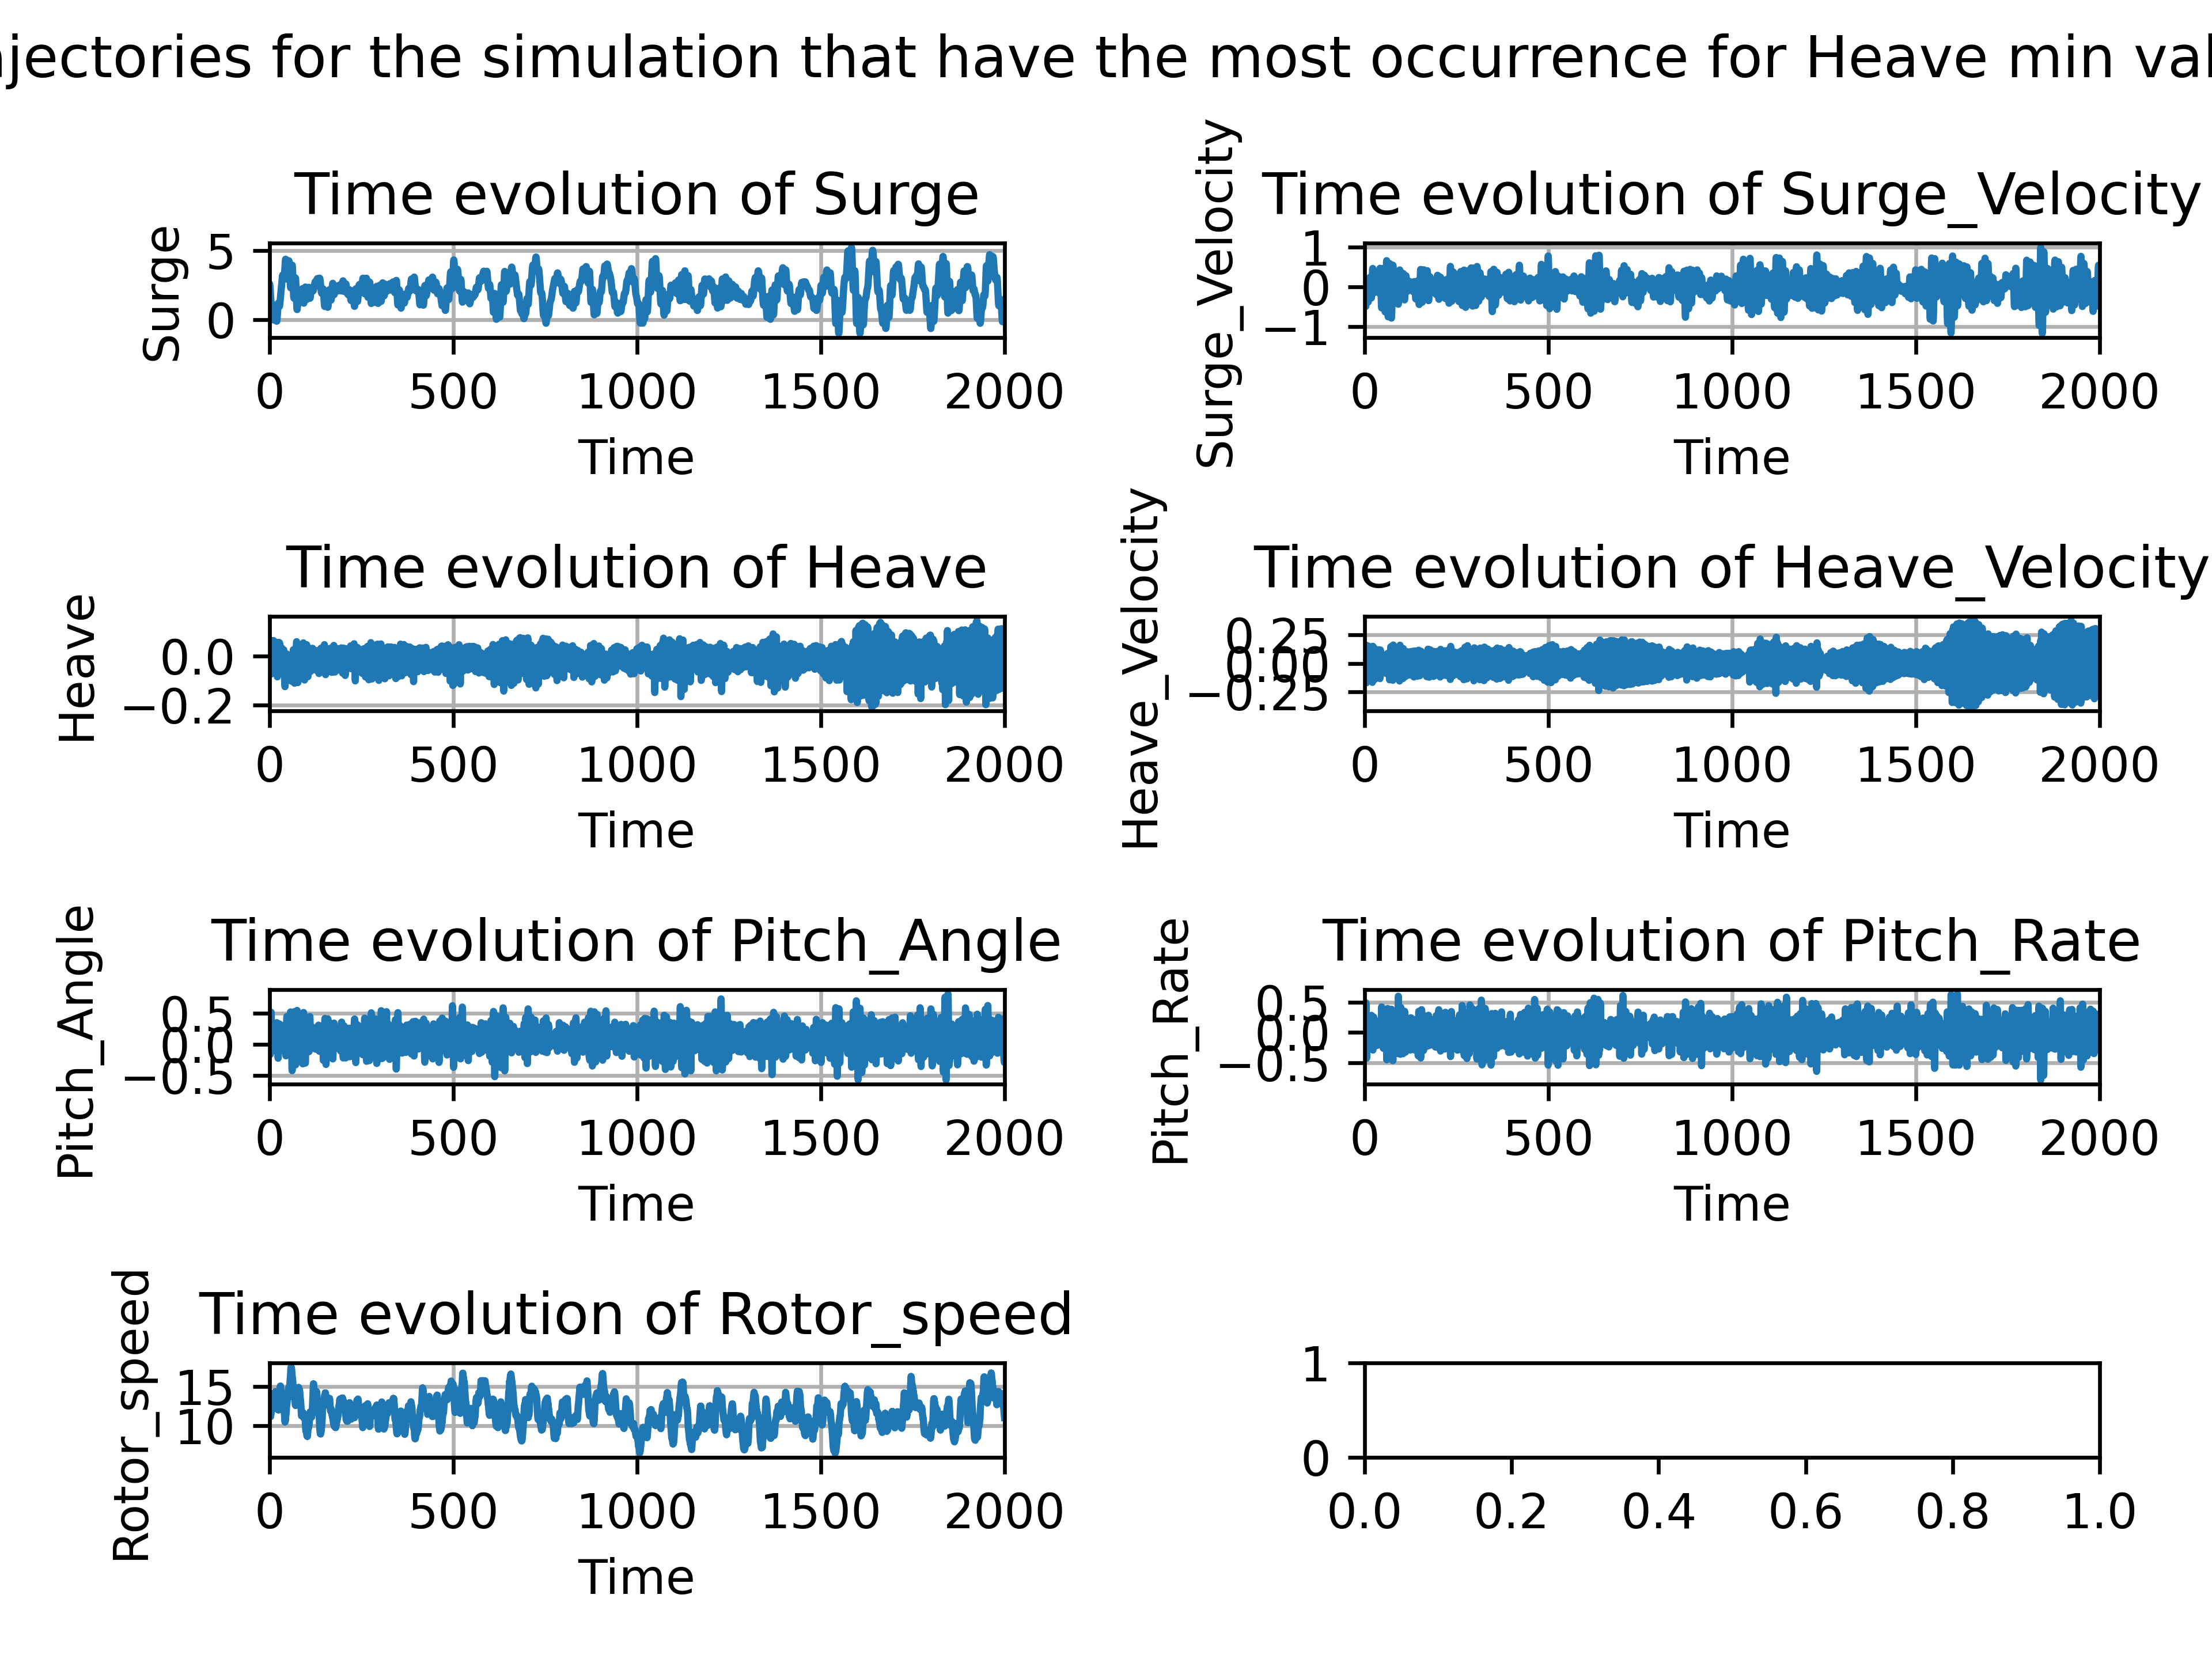 jectories for the simulation that have the most occurrence for Heave min val
Time evolution of Surge
Surge
5
0
0 500 1000 1500 2000
Time
Time evolution of Surge_Velocity
Surge_Velocity
1
0
−1
0 500 1000 1500 2000
Time
Time evolution of Heave
Heave
0.0
−0.2
0 500 1000 1500 2000
Time
Time evolution of Heave_Velocity
Heave_Velocity
0.25
0.00
−0.25
0 500 1000 1500 2000
Time
Time evolution of Pitch_Angle
Pitch_Angle
0.5
0.0
−0.5
0 500 1000 1500 2000
Time
Time evolution of Pitch_Rate
Pitch_Rate
0.5
0.0
−0.5
0 500 1000 1500 2000
Time
Time evolution of Rotor_speed
Rotor_speed
15
10
0 500 1000 1500 2000
Time
1
0
0.0 0.2 0.4 0.6 0.8 1.0